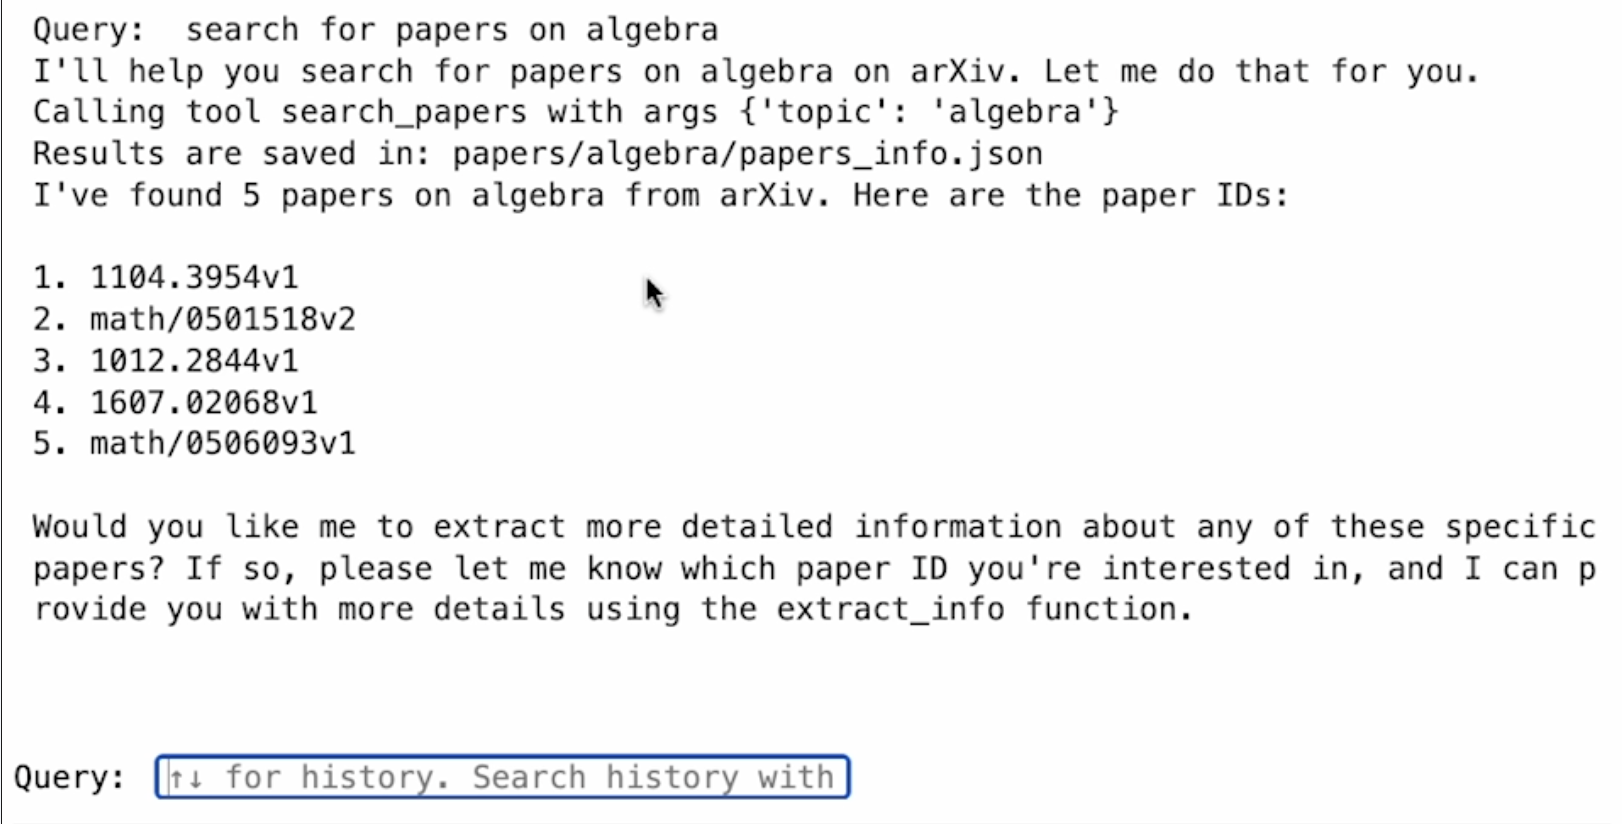 Query:  search for papers on algebra
I'll help you search for papers on algebra on arXiv. Let me do that for you.
Calling tool search_papers with args {'topic': 'algebra'}
Results are saved in: papers/algebra/papers_info.json
I've found 5 papers on algebra from arXiv. Here are the paper IDs:
1. 1104.3954v1
2. math/0501518v2
3. 1012.2844v1
4. 1607.02068v1
5. math/0506093v1
Would you like me to extract more detailed information about any of these specific
papers? If so, please let me know which paper ID you're interested in, and I can p
rovide you with more details using the extract_info function.
Query: ↑↓ for history. Search history with